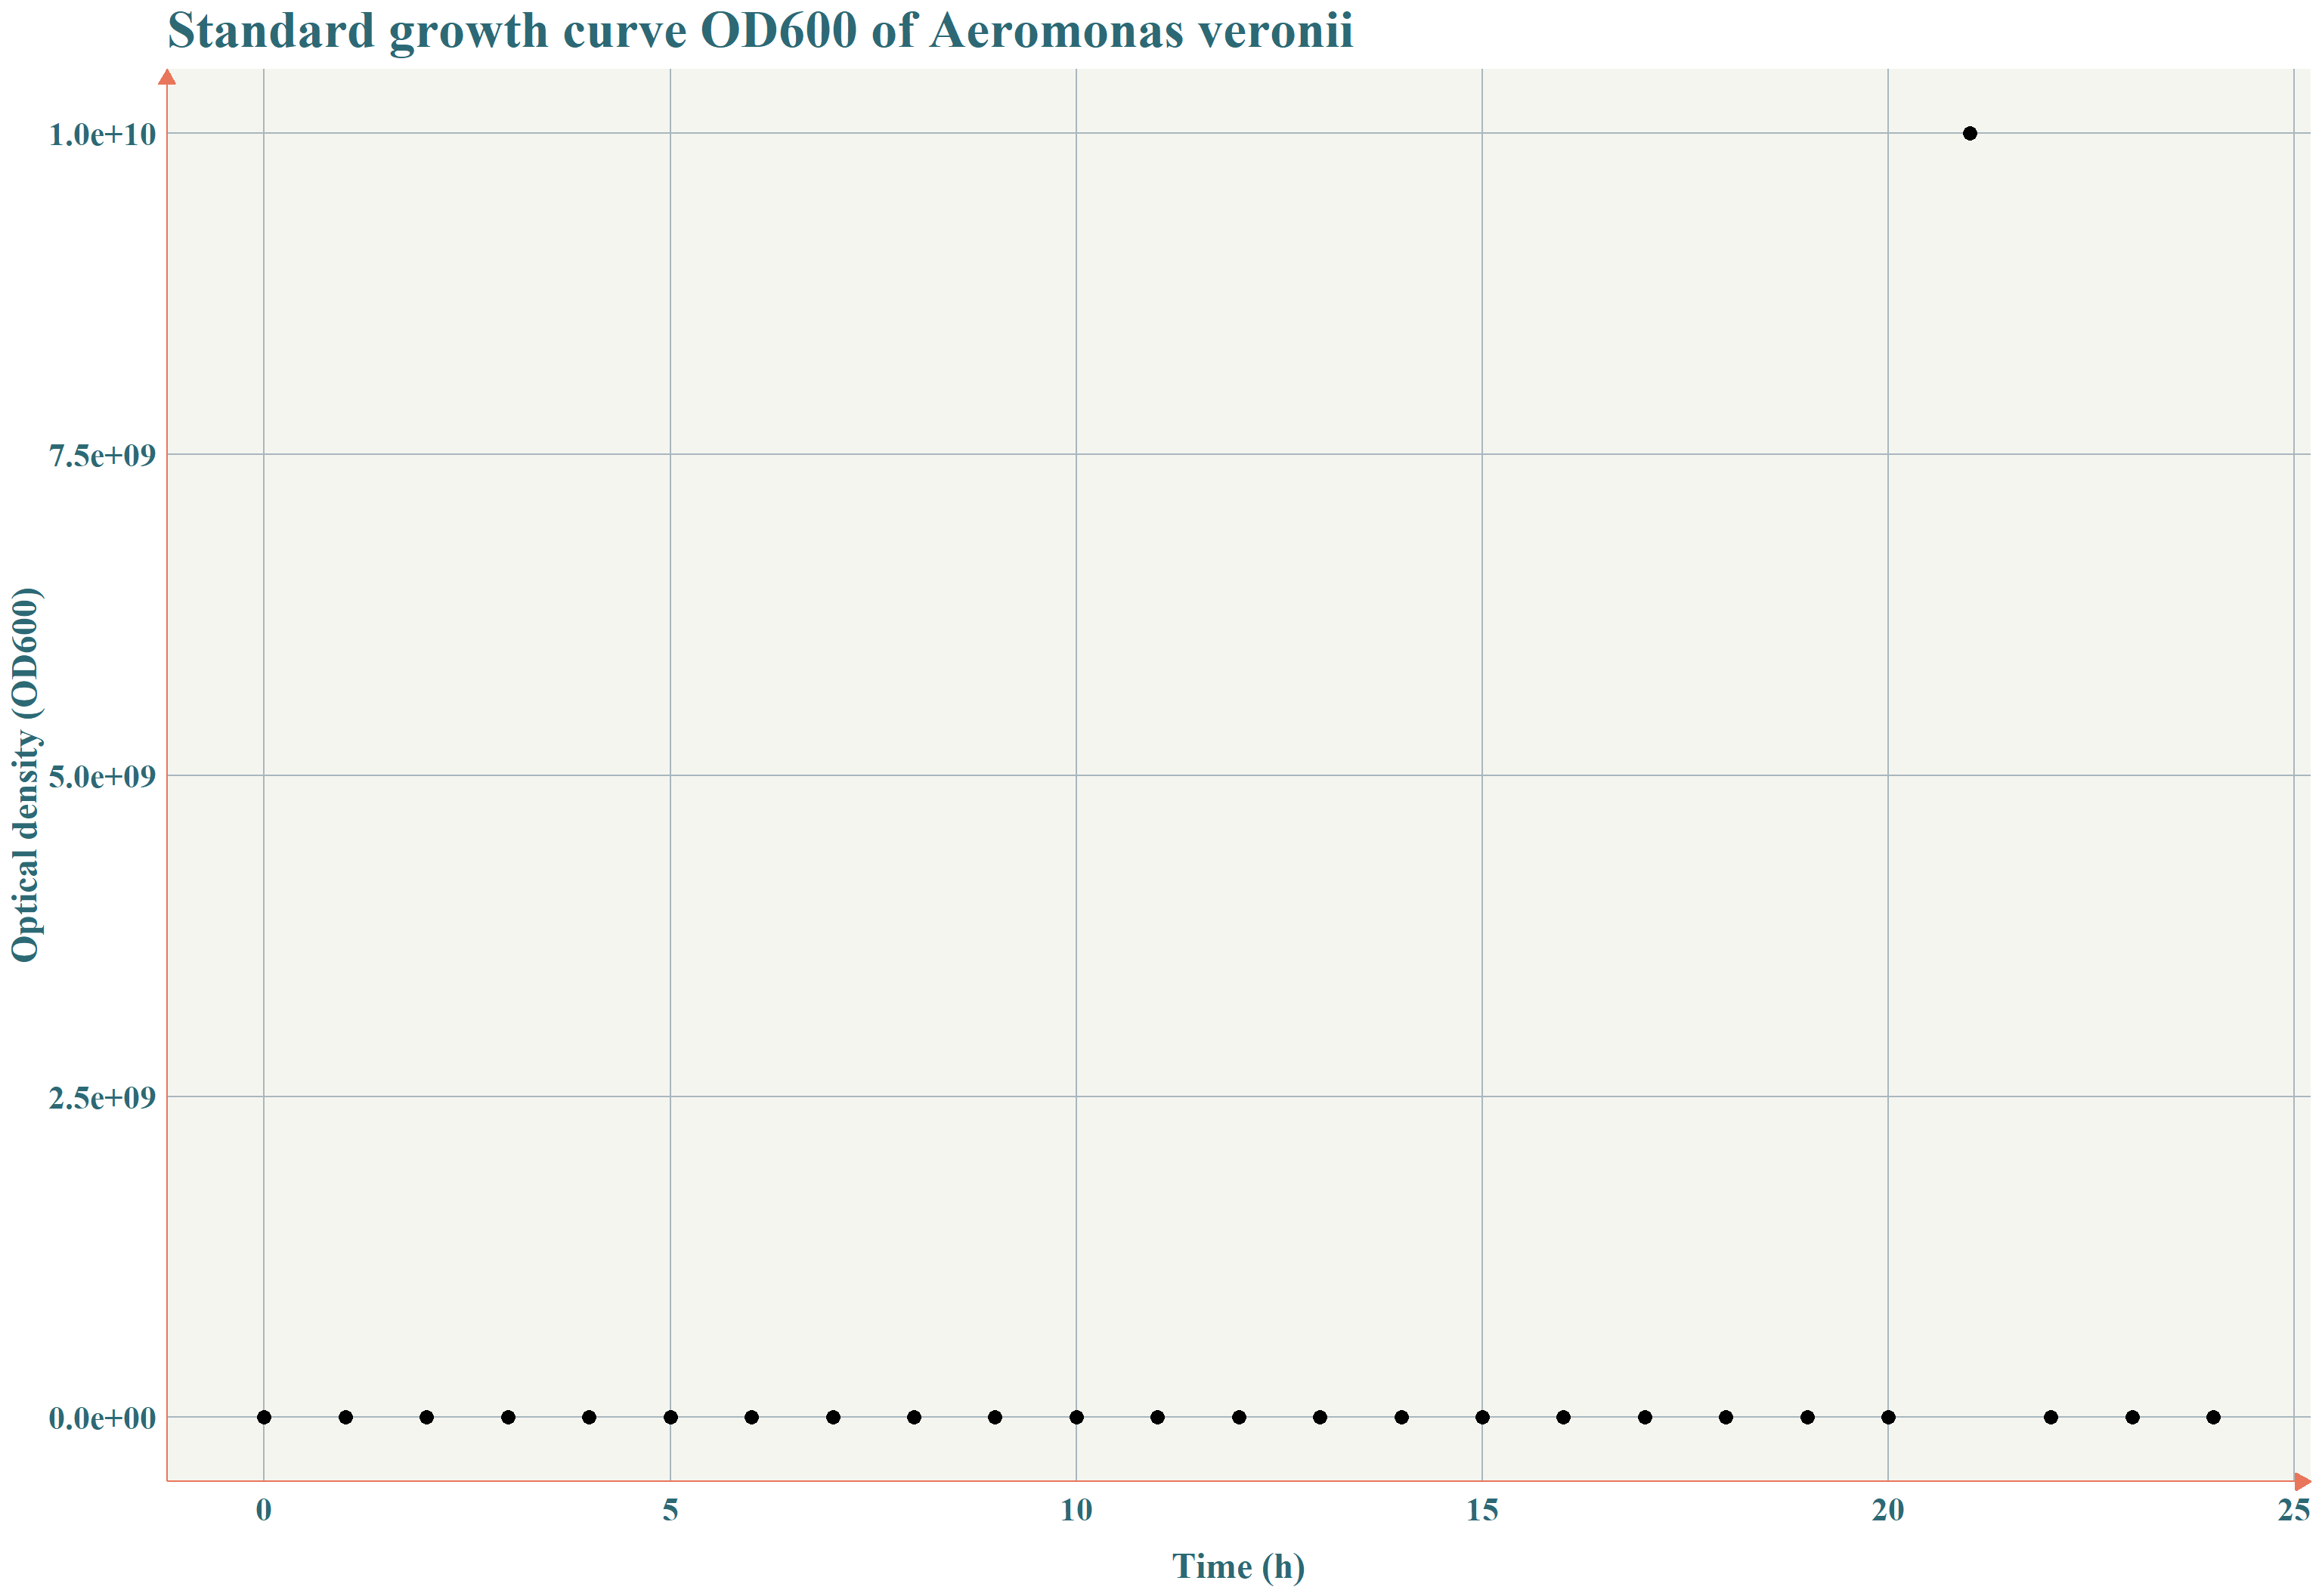 Standard growth curve OD600 of Aeromonas veronii
Optical density (OD600)
1.0e+10
7.5e+09
5.0e+09
2.5e+09
0.0e+00
0 5 10 15 20 25
Time (h)